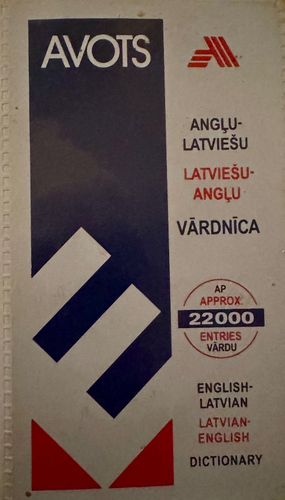 AVOTS
ANGĻU-
LATVIEŠU
LATVIEŠU-
ANGĻU
VĀRDNĪCA
AP
APPROX
22000
ENTRIES
VĀRDU
ENGLISH-
LATVIAN
LATVIAN-
ENGLISH
DICTIONARY